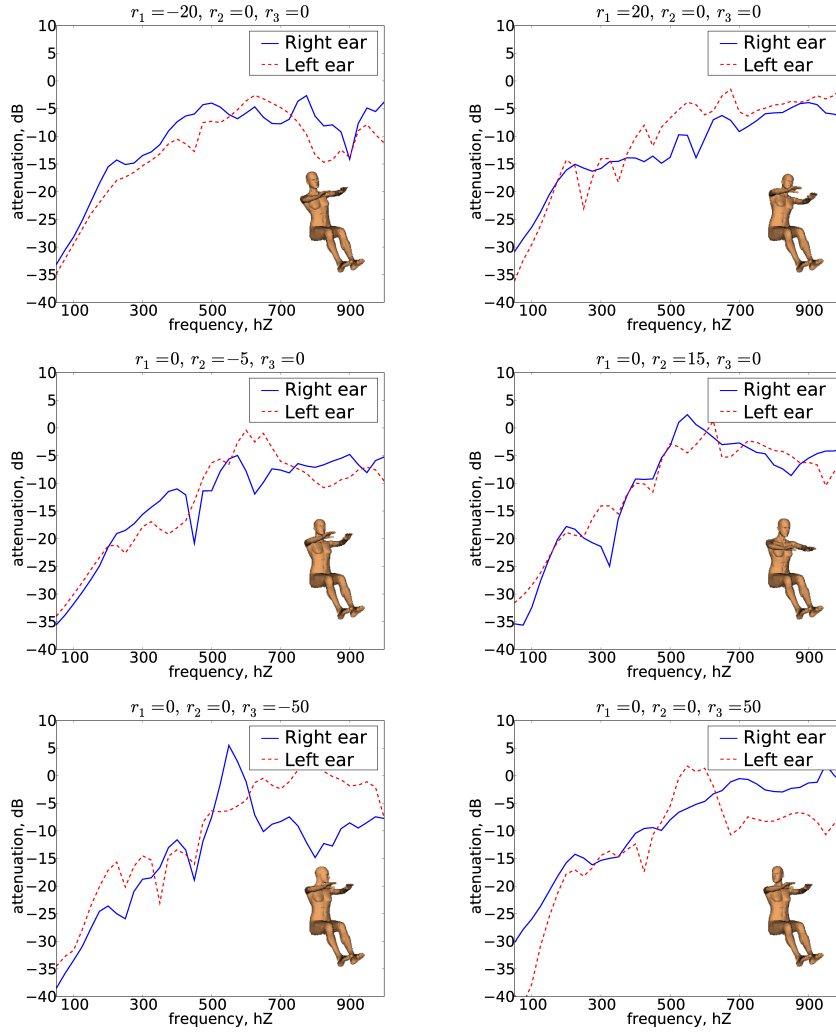 r₁ = −20, r₂ = 0, r₃ = 0
10
5
0
−5
−10
−15
−20
−25
−30
−35
−40
attenuation, dB
Right ear
Left ear
100 300 500 700 900
frequency, hZ
r₁ = 20, r₂ = 0, r₃ = 0
10
5
0
−5
−10
−15
−20
−25
−30
−35
−40
attenuation, dB
Right ear
Left ear
100 300 500 700 900
frequency, hZ
r₁ = 0, r₂ = −5, r₃ = 0
10
5
0
−5
−10
−15
−20
−25
−30
−35
−40
attenuation, dB
Right ear
Left ear
100 300 500 700 900
frequency, hZ
r₁ = 0, r₂ = 15, r₃ = 0
10
5
0
−5
−10
−15
−20
−25
−30
−35
−40
attenuation, dB
Right ear
Left ear
100 300 500 700 900
frequency, hZ
r₁ = 0, r₂ = 0, r₃ = −50
10
5
0
−5
−10
−15
−20
−25
−30
−35
−40
attenuation, dB
Right ear
Left ear
100 300 500 700 900
frequency, hZ
r₁ = 0, r₂ = 0, r₃ = 50
10
5
0
−5
−10
−15
−20
−25
−30
−35
−40
attenuation, dB
Right ear
Left ear
100 300 500 700 900
frequency, hZ